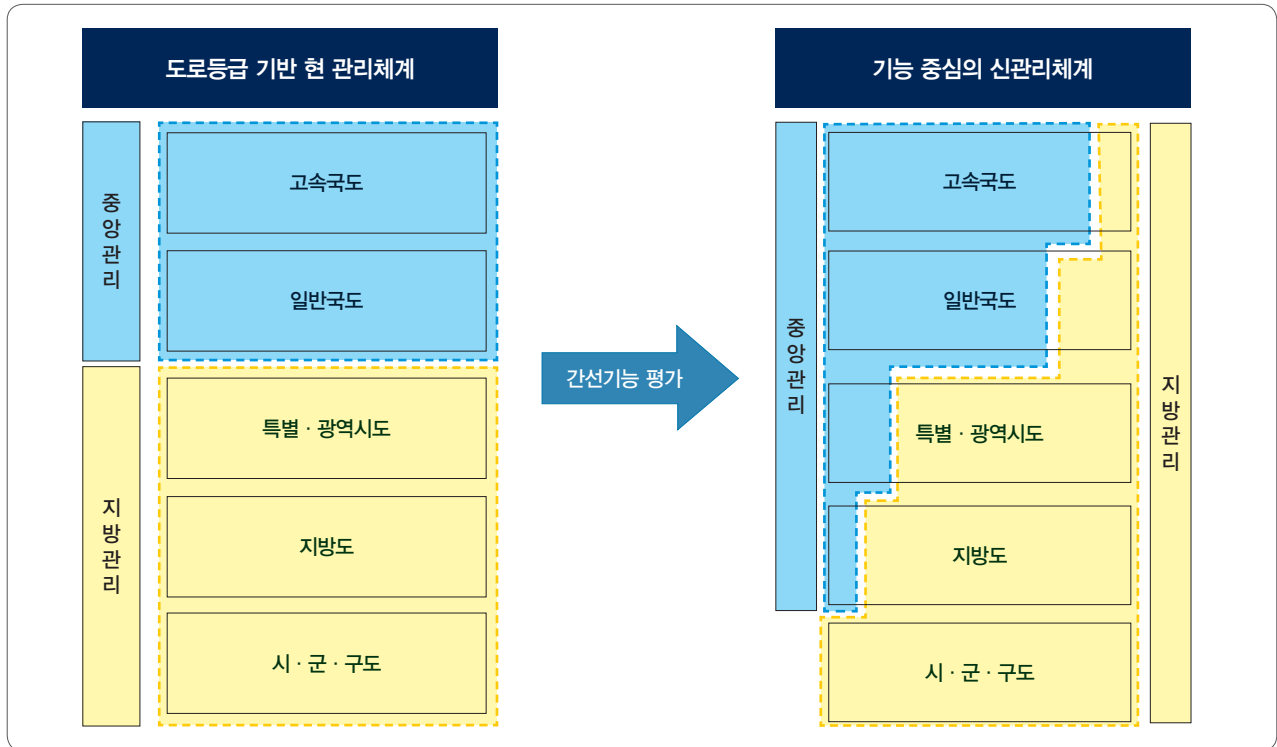 도로등급 기반 현 관리체계
중앙관리
고속국도
일반국도
지방관리
특별 · 광역시도
지방도
시 · 군 · 구도
간선기능 평가
기능 중심의 신관리체계
중앙관리
고속국도
일반국도
특별 · 광역시도
지방도
시 · 군 · 구도
지방관리